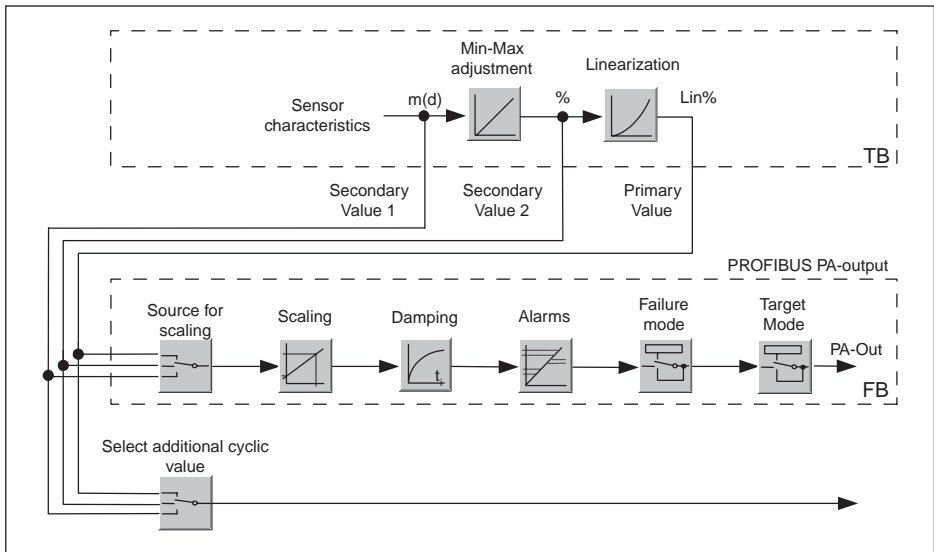 Min-Max
adjustment
Linearization
Sensor
characteristics
m(d)
%
Lin%
TB
Secondary
Value 1
Secondary
Value 2
Primary
Value
PROFIBUS PA-output
Source for
scaling
Scaling
Damping
Alarms
Failure
mode
Target
Mode
t
PA-Out
FB
Select additional cyclic
value